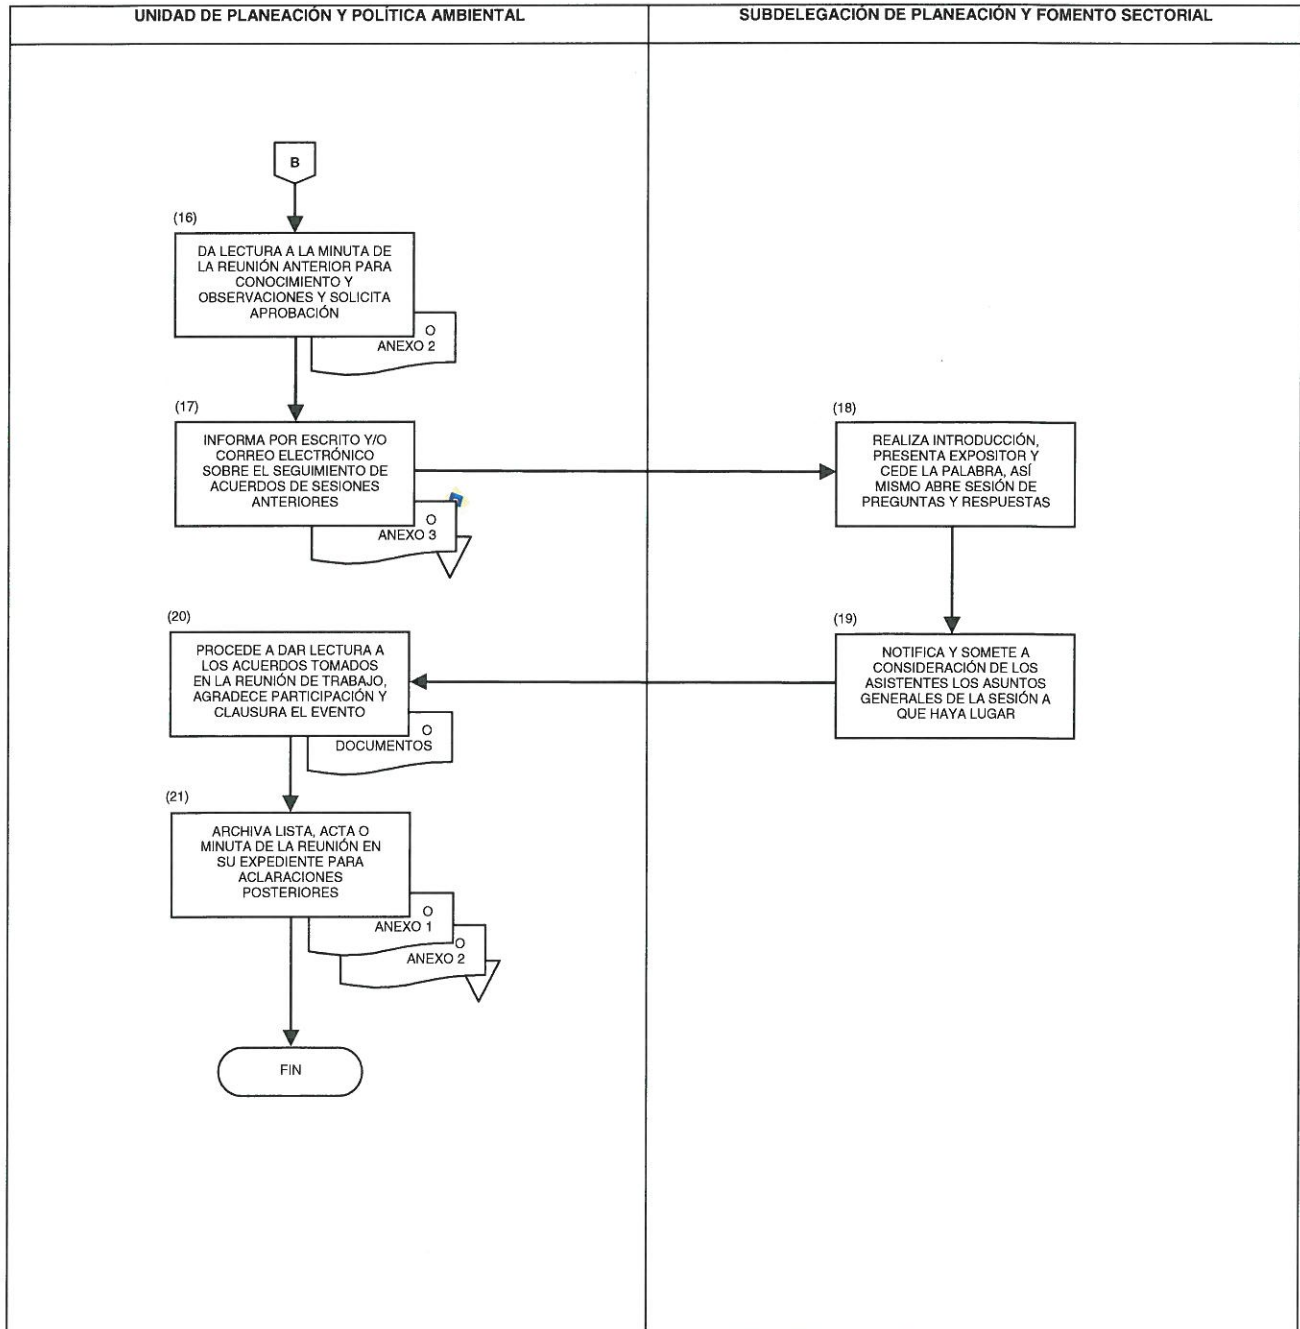 UNIDAD DE PLANEACIÓN Y POLÍTICA AMBIENTAL
SUBDELEGACIÓN DE PLANEACIÓN Y FOMENTO SECTORIAL
B
(16)
DA LECTURA A LA MINUTA DE
LA REUNIÓN ANTERIOR PARA
CONOCIMIENTO Y
OBSERVACIONES Y SOLICITA
APROBACIÓN
O
ANEXO 2
(17)
INFORMA POR ESCRITO Y/O
CORREO ELECTRÓNICO
SOBRE EL SEGUIMIENTO DE
ACUERDOS DE SESIONES
ANTERIORES
O
ANEXO 3
(18)
REALIZA INTRODUCCIÓN,
PRESENTA EXPOSITOR Y
CEDE LA PALABRA, ASÍ
MISMO ABRE SESIÓN DE
PREGUNTAS Y RESPUESTAS
(19)
NOTIFICA Y SOMETE A
CONSIDERACIÓN DE LOS
ASISTENTES LOS ASUNTOS
GENERALES DE LA SESIÓN A
QUE HAYA LUGAR
(20)
PROCEDE A DAR LECTURA A
LOS ACUERDOS TOMADOS
EN LA REUNIÓN DE TRABAJO,
AGRADECE PARTICIPACIÓN Y
CLAUSURA EL EVENTO
O
DOCUMENTOS
(21)
ARCHIVA LISTA, ACTA O
MINUTA DE LA REUNIÓN EN
SU EXPEDIENTE PARA
ACLARACIONES
POSTERIORES
O
ANEXO 1
O
ANEXO 2
FIN